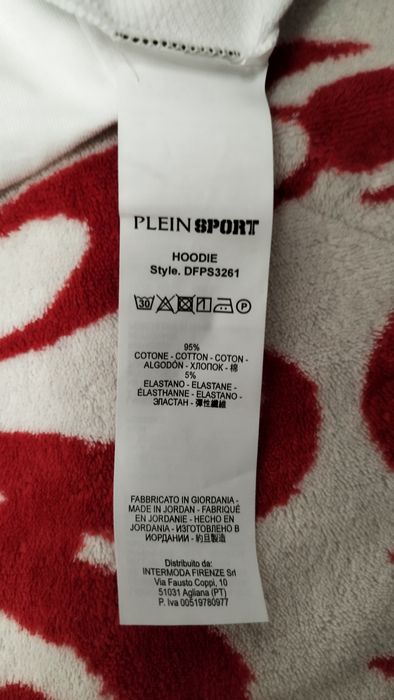 PLEIN SPORT
HOODIE
Style. DFPS3261
30 P
95%
COTONE - COTTON - COTON -
ALGODÓN - ХЛОПОК - 棉
5%
ELASTANO - ELASTANE -
ÉLASTHANNE - ELASTANO -
ЭЛАСТАН - 彈性纖維
FABBRICATO IN GIORDANIA -
MADE IN JORDAN - FABRIQUÉ
EN JORDANIE - HECHO EN
JORDANIA - ИЗГОТОВЛЕНО В
ИОРДАНИИ - 約旦製造
Distribuito da:
INTERMODA FIRENZE Srl
Via Fausto Coppi, 10
51031 Agliana (PT)
P. Iva 00519780977